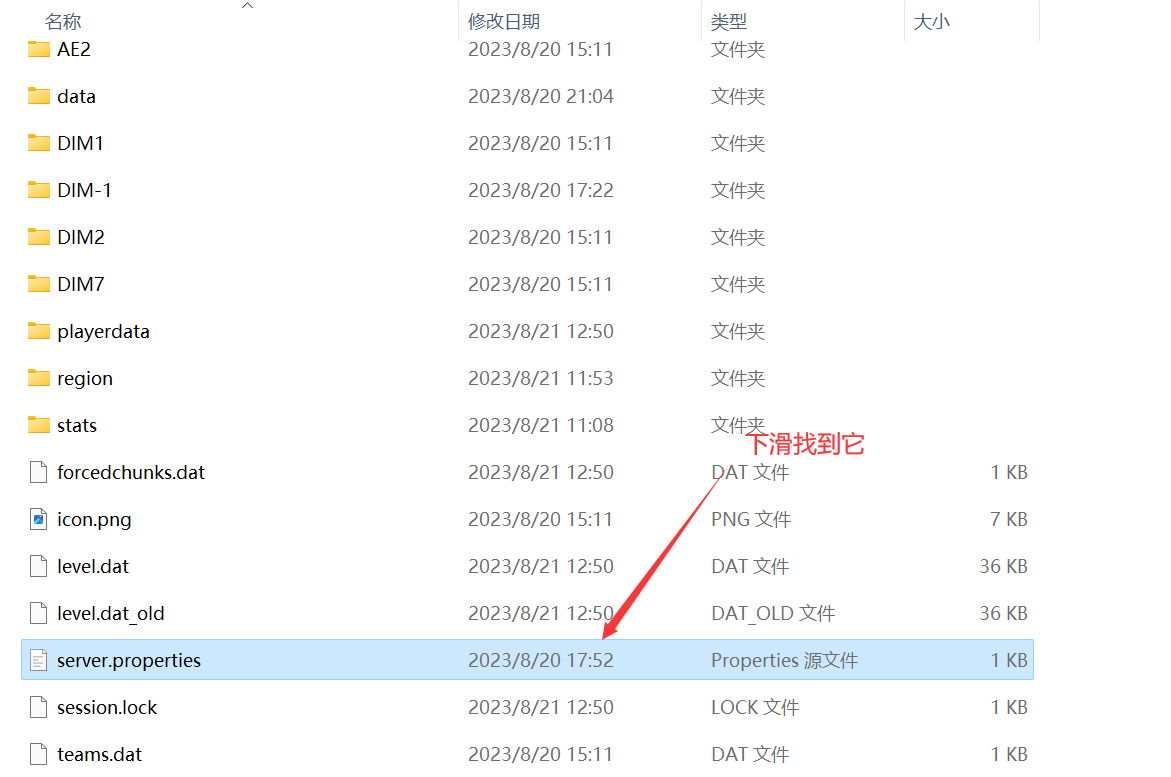 名称 修改日期 类型 大小
AE2 2023/8/20 15:11 文件夹
data 2023/8/20 21:04 文件夹
DIM1 2023/8/20 15:11 文件夹
DIM-1 2023/8/20 17:22 文件夹
DIM2 2023/8/20 15:11 文件夹
DIM7 2023/8/20 15:11 文件夹
playerdata 2023/8/21 12:50 文件夹
region 2023/8/21 11:53 文件夹
stats 2023/8/21 11:08 文件夹
下滑找到它
forcedchunks.dat 2023/8/21 12:50 DAT 文件 1 KB
icon.png 2023/8/20 15:11 PNG 文件 7 KB
level.dat 2023/8/21 12:50 DAT 文件 36 KB
level.dat_old 2023/8/21 12:50 DAT_OLD 文件 36 KB
server.properties 2023/8/20 17:52 Properties 源文件 1 KB
session.lock 2023/8/21 12:50 LOCK 文件 1 KB
teams.dat 2023/8/20 15:11 DAT 文件 1 KB